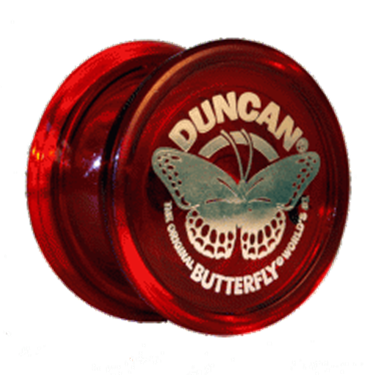 DUNCAN®
THE ORIGINAL BUTTERFLY® WORLD'S #1